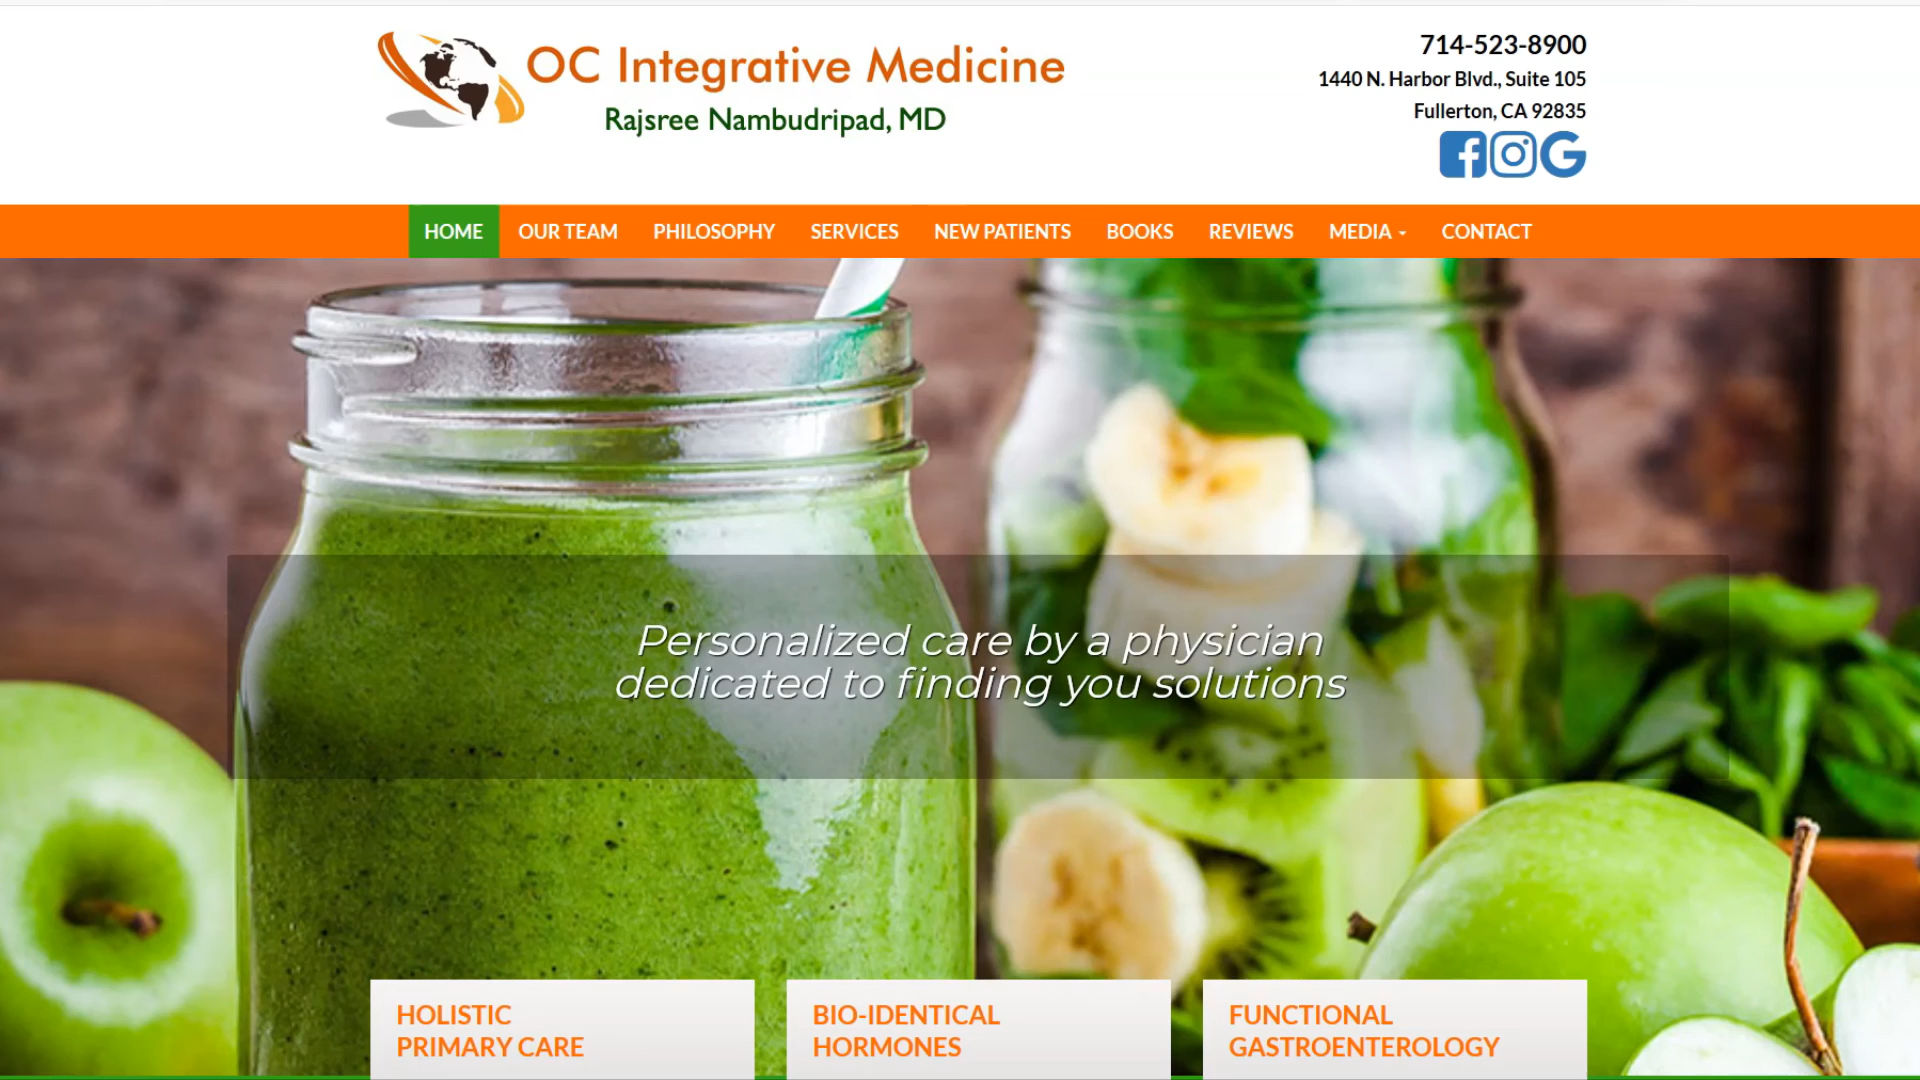 OC Integrative Medicine
Rajsree Nambudripad, MD
714-523-8900
1440 N. Harbor Blvd., Suite 105
Fullerton, CA 92835
HOME OUR TEAM PHILOSOPHY SERVICES NEW PATIENTS BOOKS REVIEWS MEDIA CONTACT
Personalized care by a physician
dedicated to finding you solutions
HOLISTIC
PRIMARY CARE
BIO-IDENTICAL
HORMONES
FUNCTIONAL
GASTROENTEROLOGY